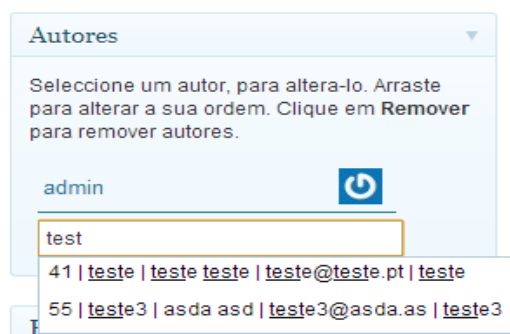 Autores
Seleccione um autor, para altera-lo. Arraste
para alterar a sua ordem. Clique em Remover
para remover autores.
admin
test
41 | teste | teste teste | teste@teste.pt | teste
55 | teste3 | asda asd | teste3@asda.as | teste3